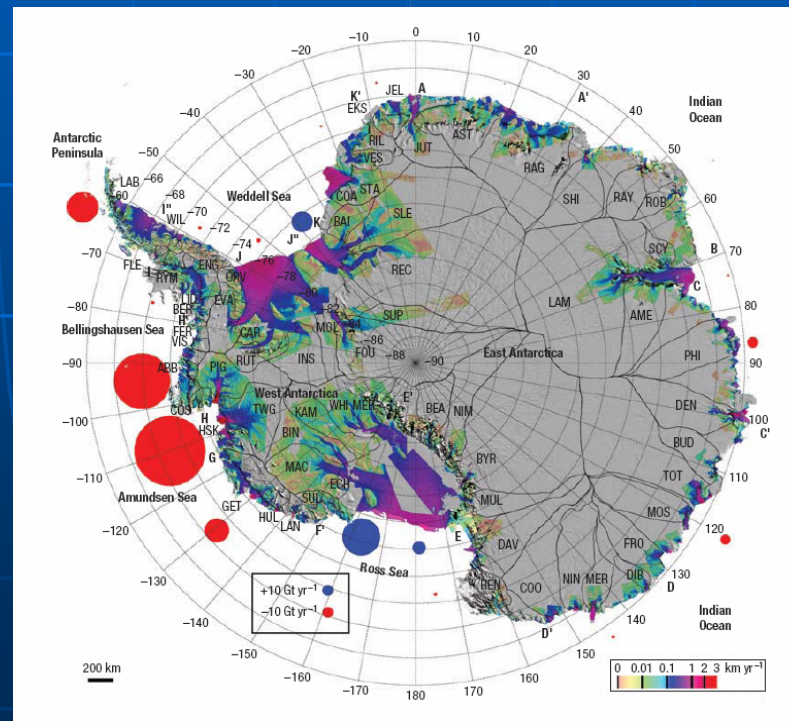 0
-10
10
-20
20
-30
30
-40
40
-50
50
60
70
80
90
100
110
120
130
140
150
160
170
180
-170
-160
-150
-140
-130
-120
-110
-100
-90
-80
-70
-60
-66
-68
-70
-72
-74
-76
-78
-80
-82
-86
-88
-90
Indian
Ocean
Antarctic
Peninsula
Weddell Sea
Bellingshausen Sea
Amundsen Sea
Ross Sea
Indian
Ocean
East Antarctica
West Antarctica
K'
JEL
A
A'
EKS
RIL
VES
JUT
AST
RAG
SHI
RAY
ROB
SCY
B
C
LAM
AME
PHI
DEN
C'
BUD
TOT
MOS
FRO
DIB
D
MER
NIN
D'
COO
REN
DAV
MUL
BYR
NIM
BEA
E'
E
COA
STA
BAI
SLE
K
J"
REC
SUP
FOU
MOL
INS
CAR
RUT
EVA
ORV
J
ENG
WIL
I"
LAB
FLE
I
RYM
BER
H'
FER
VIS
ABB
PIG
COS
H
HSK
G
TWG
KAM
WHI
MER
BIN
MAC
ECH
SUL
F'
GET
HUL
LAN
+10 Gt yr⁻¹
−10 Gt yr⁻¹
200 km
0 0.01 0.1 1 2 3 km yr⁻¹